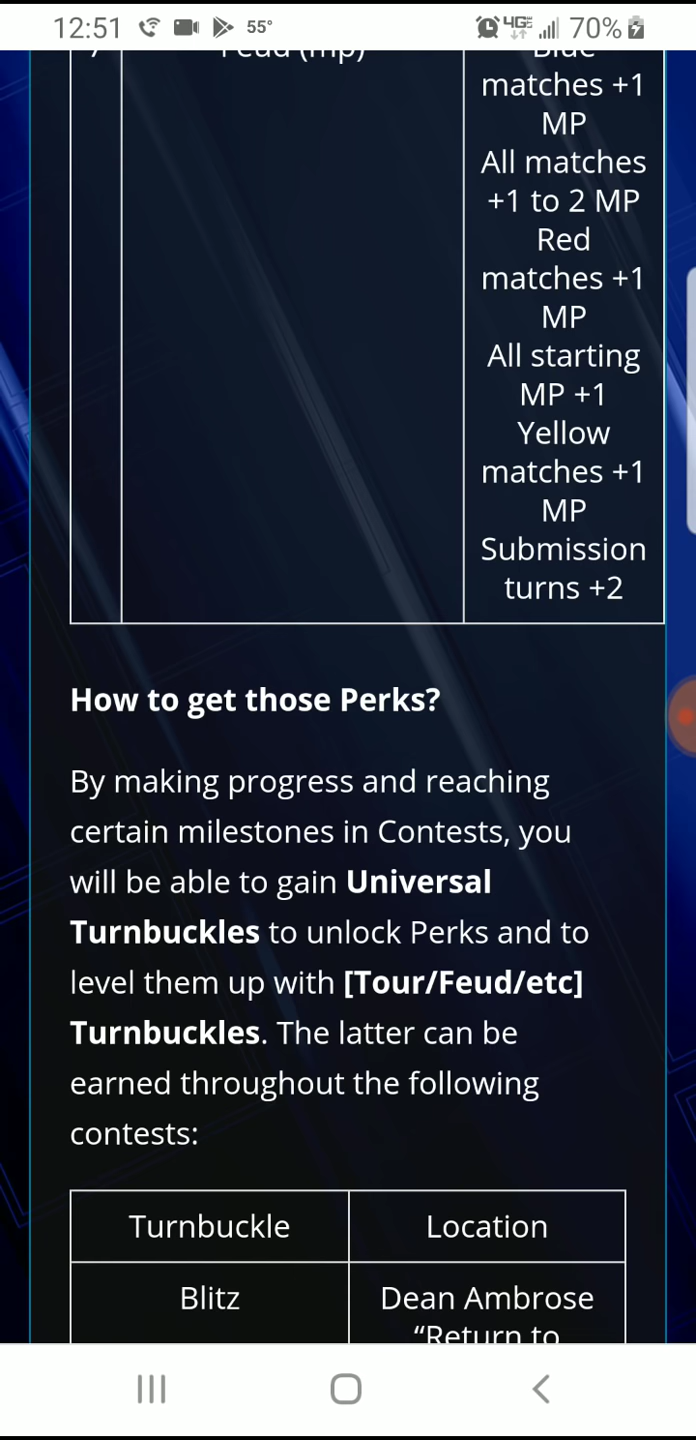 12:51 55° 4G 70%
matches +1
MP
All matches
+1 to 2 MP
Red
matches +1
MP
All starting
MP +1
Yellow
matches +1
MP
Submission
turns +2
How to get those Perks?
By making progress and reaching
certain milestones in Contests, you
will be able to gain Universal
Turnbuckles to unlock Perks and to
level them up with [Tour/Feud/etc]
Turnbuckles. The latter can be
earned throughout the following
contests:
Turnbuckle Location
Blitz Dean Ambrose
“Return to